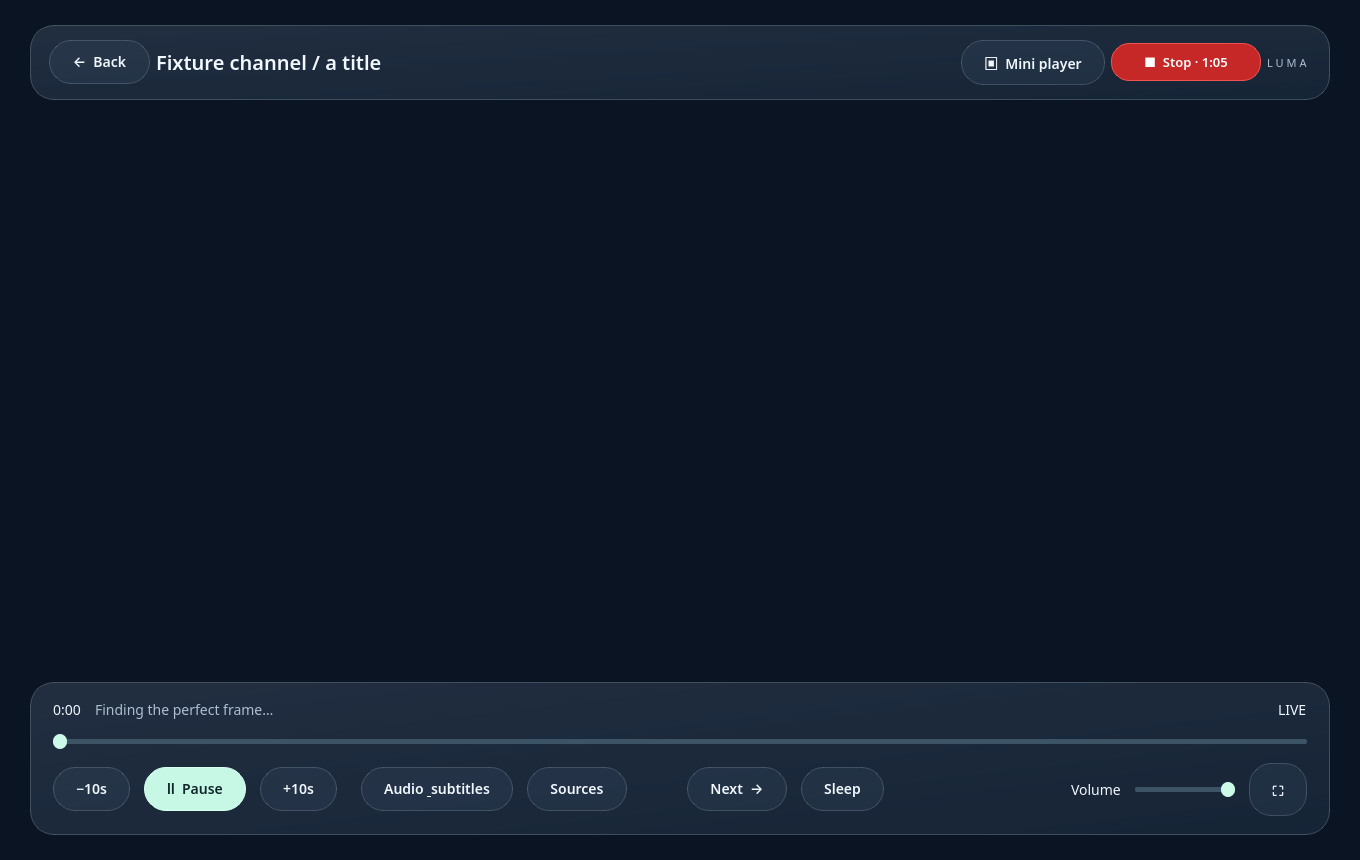 ← Back Fixture channel / a title Mini player Stop · 1:05 LUMA
0:00 Finding the perfect frame… LIVE
−10s Pause +10s Audio _subtitles Sources Next → Sleep Volume